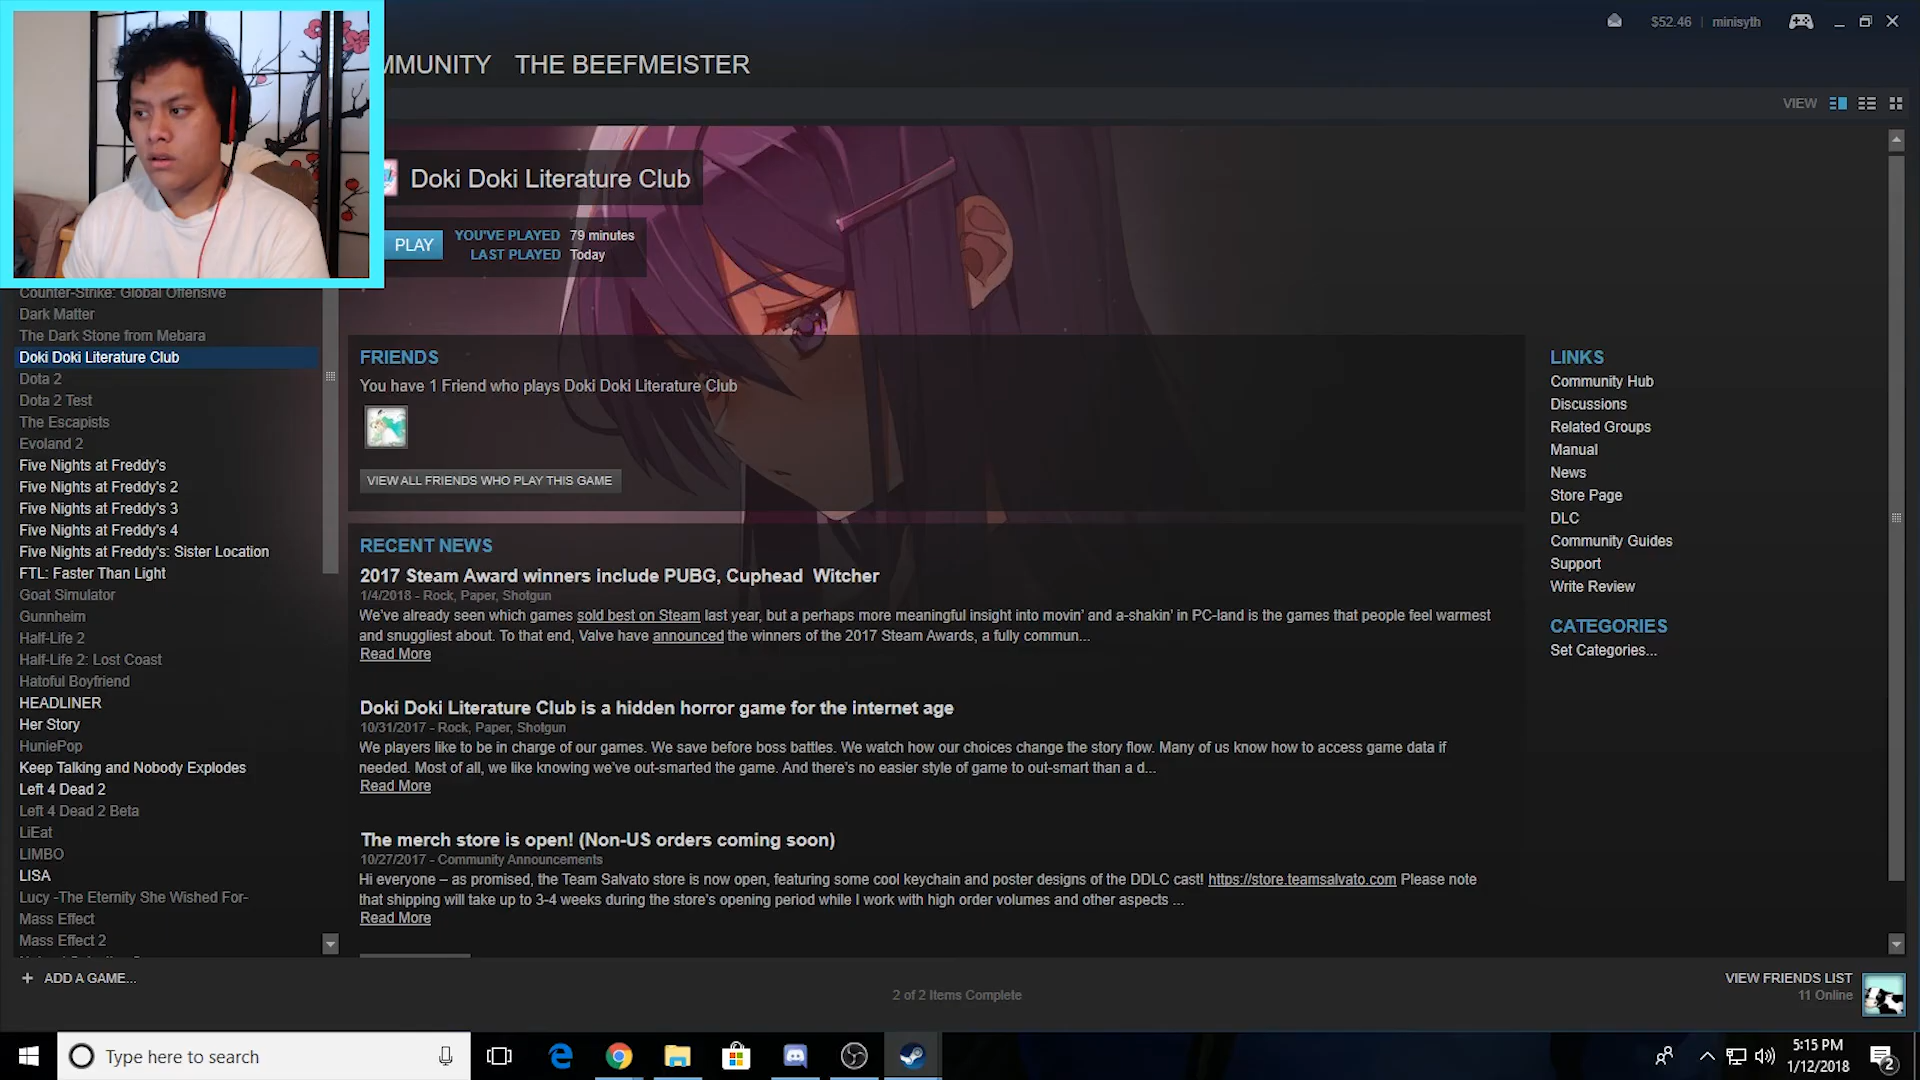 $52.46 | minisyth
MMUNITY THE BEEFMEISTER
VIEW
Doki Doki Literature Club
PLAY
YOU'VE PLAYED 79 minutes
LAST PLAYED Today
Counter-Strike: Global Offensive
Dark Matter
The Dark Stone from Mebara
Doki Doki Literature Club
Dota 2
Dota 2 Test
The Escapists
Evoland 2
Five Nights at Freddy's
Five Nights at Freddy's 2
Five Nights at Freddy's 3
Five Nights at Freddy's 4
Five Nights at Freddy's: Sister Location
FTL: Faster Than Light
Goat Simulator
Gunnheim
Half-Life 2
Half-Life 2: Lost Coast
Hatoful Boyfriend
HEADLINER
Her Story
HuniePop
Keep Talking and Nobody Explodes
Left 4 Dead 2
Left 4 Dead 2 Beta
LiEat
LIMBO
LISA
Lucy -The Eternity She Wished For-
Mass Effect
Mass Effect 2
FRIENDS
You have 1 Friend who plays Doki Doki Literature Club
VIEW ALL FRIENDS WHO PLAY THIS GAME
RECENT NEWS
2017 Steam Award winners include PUBG, Cuphead Witcher
1/4/2018 - Rock, Paper, Shotgun
We've already seen which games sold best on Steam last year, but a perhaps more meaningful insight into movin' and a-shakin' in PC-land is the games that people feel warmest
and snuggliest about. To that end, Valve have announced the winners of the 2017 Steam Awards, a fully commun...
Read More
Doki Doki Literature Club is a hidden horror game for the internet age
10/31/2017 - Rock, Paper, Shotgun
We players like to be in charge of our games. We save before boss battles. We watch how our choices change the story flow. Many of us know how to access game data if
needed. Most of all, we like knowing we've out-smarted the game. And there's no easier style of game to out-smart than a d...
Read More
The merch store is open! (Non-US orders coming soon)
10/27/2017 - Community Announcements
Hi everyone – as promised, the Team Salvato store is now open, featuring some cool keychain and poster designs of the DDLC cast! https://store.teamsalvato.com Please note
that shipping will take up to 3-4 weeks during the store's opening period while I work with high order volumes and other aspects ...
Read More
LINKS
Community Hub
Discussions
Related Groups
Manual
News
Store Page
DLC
Community Guides
Support
Write Review
CATEGORIES
Set Categories...
+ ADD A GAME...
2 of 2 Items Complete
VIEW FRIENDS LIST
11 Online
Type here to search
5:15 PM
1/12/2018
2